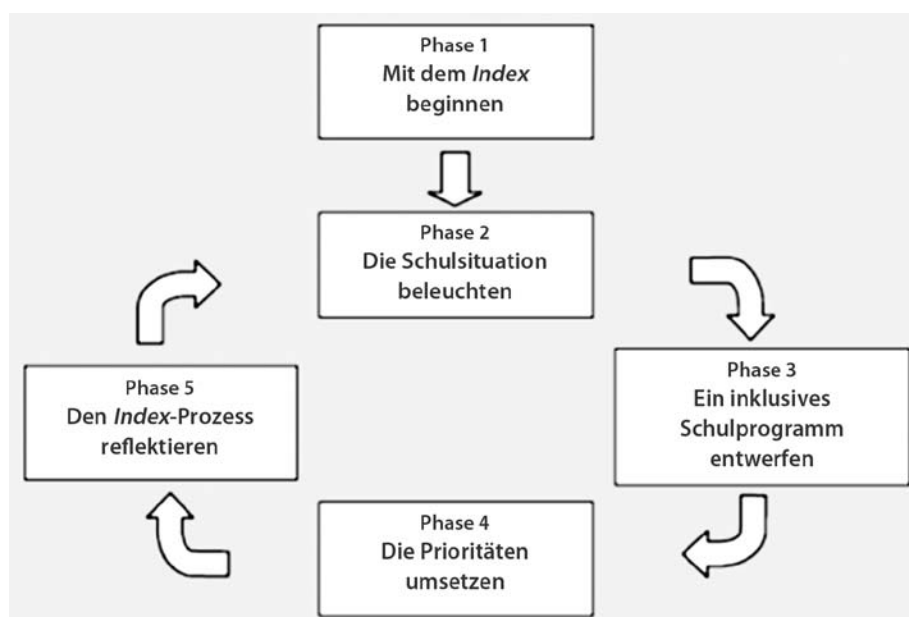 Phase 1
Mit dem Index
beginnen
Phase 2
Die Schulsituation
beleuchten
Phase 3
Ein inklusives
Schulprogramm
entwerfen
Phase 4
Die Prioritäten
umsetzen
Phase 5
Den Index-Prozess
reflektieren